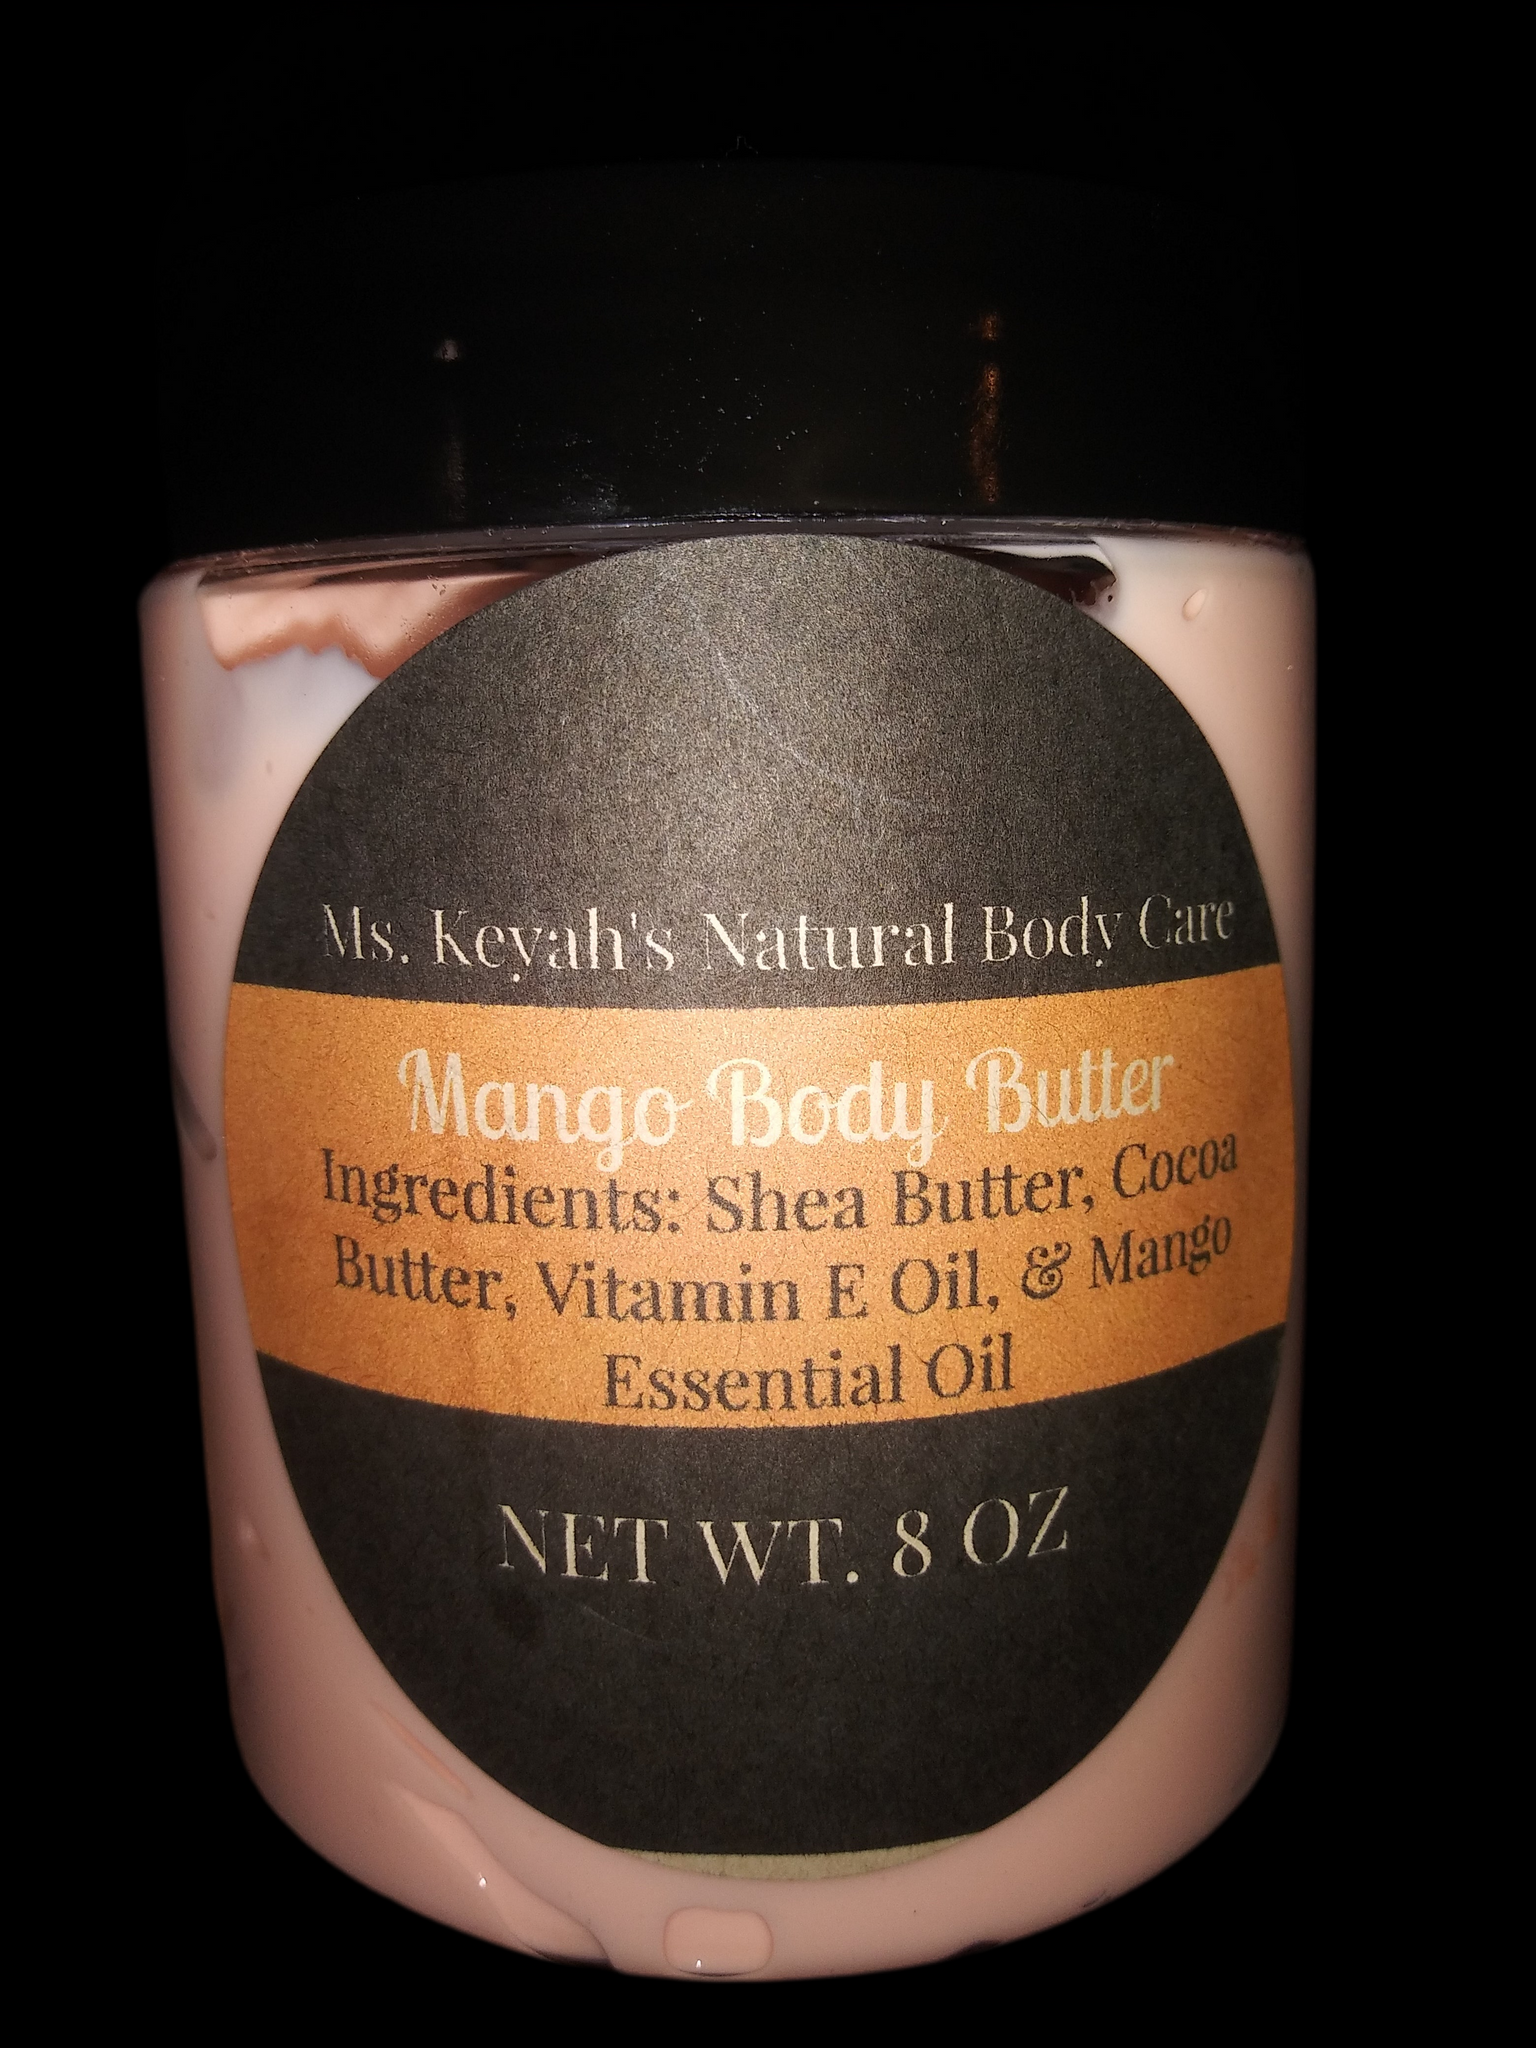 Ms. Keyah's Natural Body Care
Mango Body Butter
Ingredients: Shea Butter, Cocoa
Butter, Vitamin E Oil, & Mango
Essential Oil
NET WT. 8 OZ